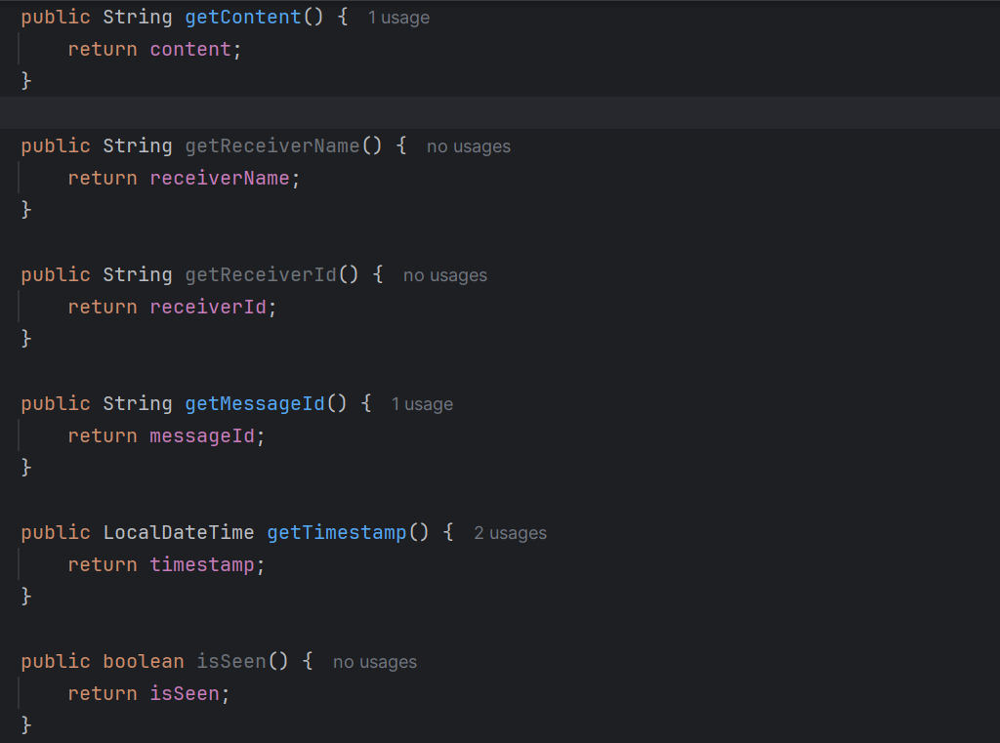 public String getContent() { 1 usage
return content;
}
public String getReceiverName() { no usages
return receiverName;
}
public String getReceiverId() { no usages
return receiverId;
}
public String getMessageId() { 1 usage
return messageId;
}
public LocalDateTime getTimestamp() { 2 usages
return timestamp;
}
public boolean isSeen() { no usages
return isSeen;
}